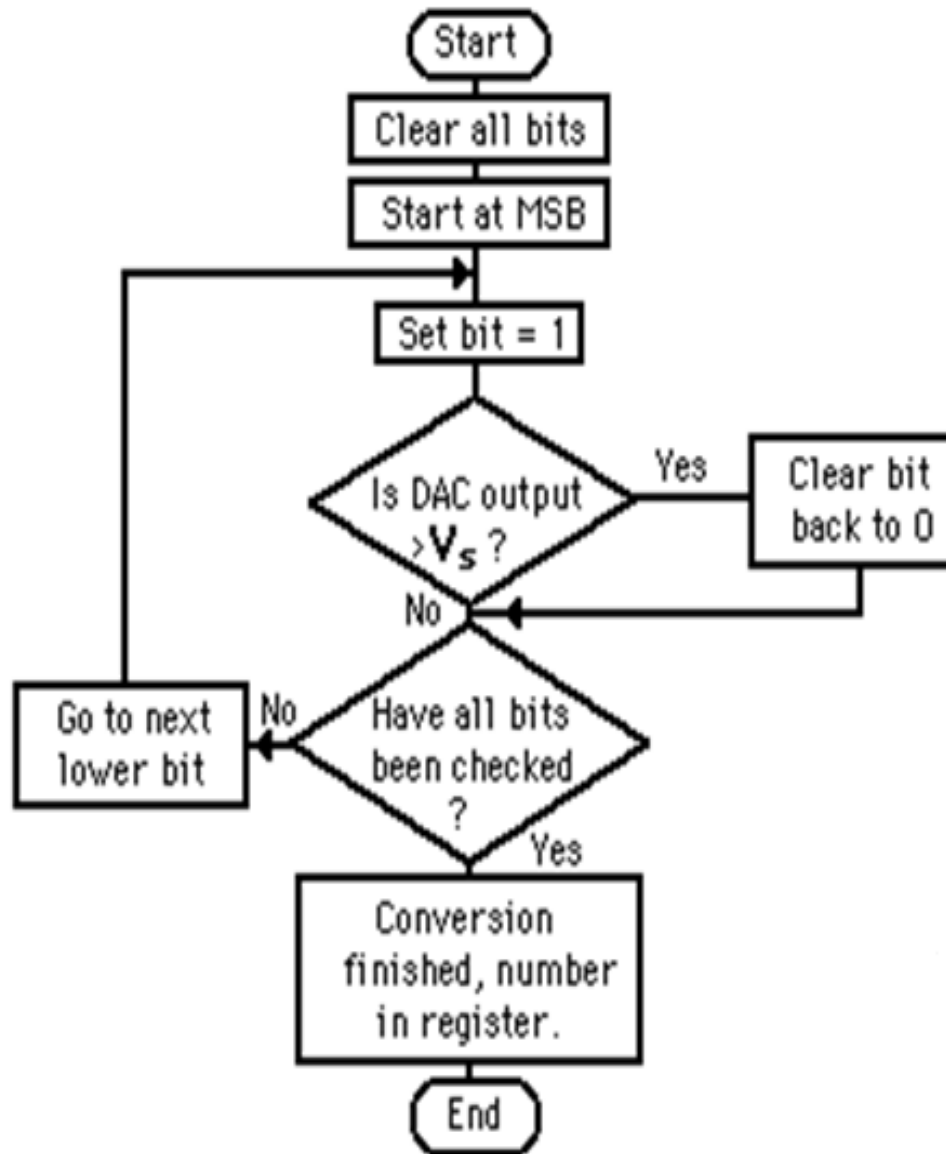 Start
Clear all bits
Start at MSB
Set bit = 1
Is DAC output
>Vs ?
Yes
Clear bit
back to 0
No
Have all bits
been checked
?
No
Go to next
lower bit
Yes
Conversion
finished, number
in register.
End